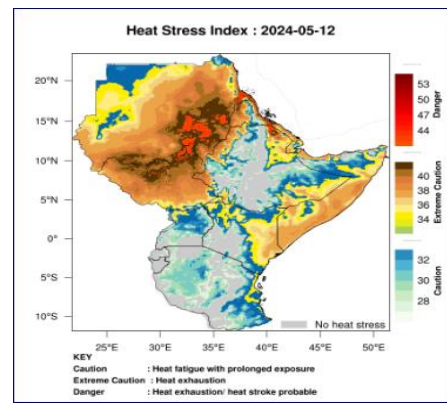 Heat Stress Index : 2024-05-12
20°N
15°N
10°N
5°N
0°
5°S
10°S
25°E
30°E
35°E
40°E
45°E
50°E
No heat stress
53
50
47
44
Danger
40
38
36
34
Extreme Caution
32
30
28
Caution
KEY
Caution : Heat fatigue with prolonged exposure
Extreme Caution : Heat exhaustion
Danger : Heat exhaustion/ heat stroke probable